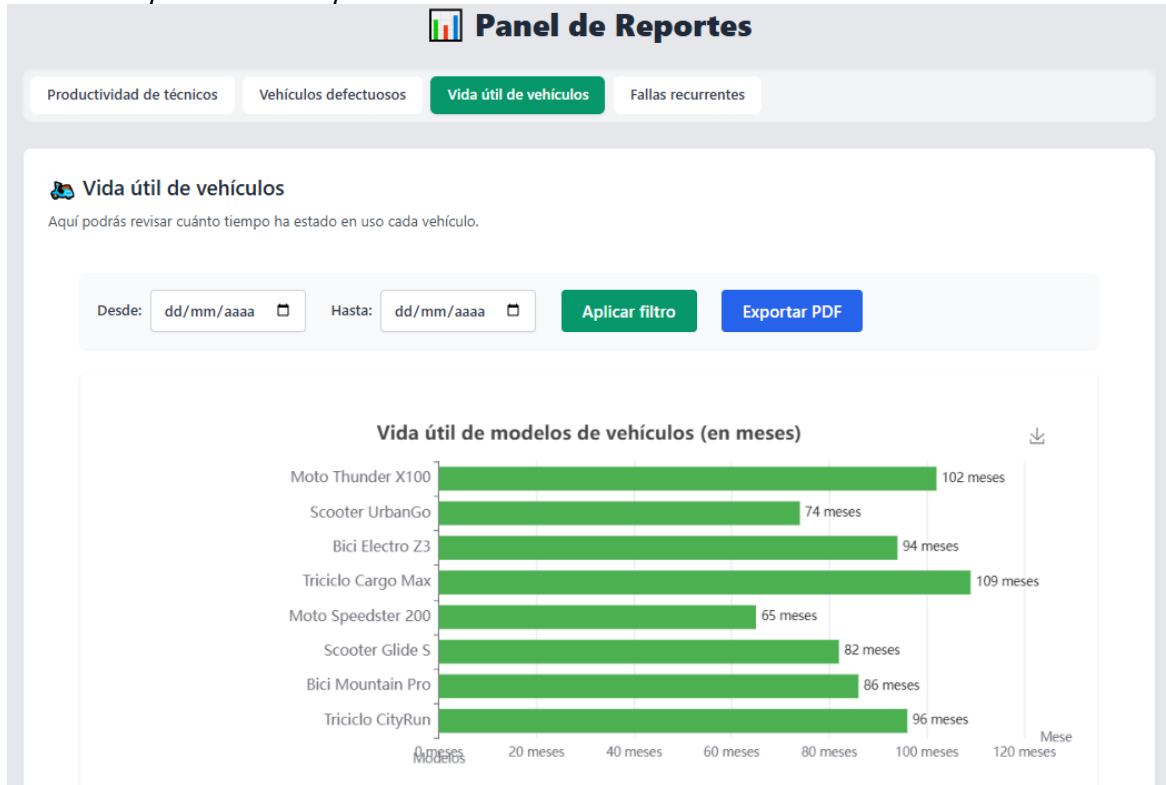 Panel de Reportes
Productividad de técnicos Vehículos defectuosos Vida útil de vehículos Fallas recurrentes
Vida útil de vehículos
Aquí podrás revisar cuánto tiempo ha estado en uso cada vehículo.
Desde: dd/mm/aaaa Hasta: dd/mm/aaaa Aplicar filtro Exportar PDF
Vida útil de modelos de vehículos (en meses)
Moto Thunder X100 102 meses
Scooter UrbanGo 74 meses
Bici Electro Z3 94 meses
Triciclo Cargo Max 109 meses
Moto Speedster 200 65 meses
Scooter Glide S 82 meses
Bici Mountain Pro 86 meses
Triciclo CityRun 96 meses
Mese
0 meses 20 meses 40 meses 60 meses 80 meses 100 meses 120 meses
Modelos